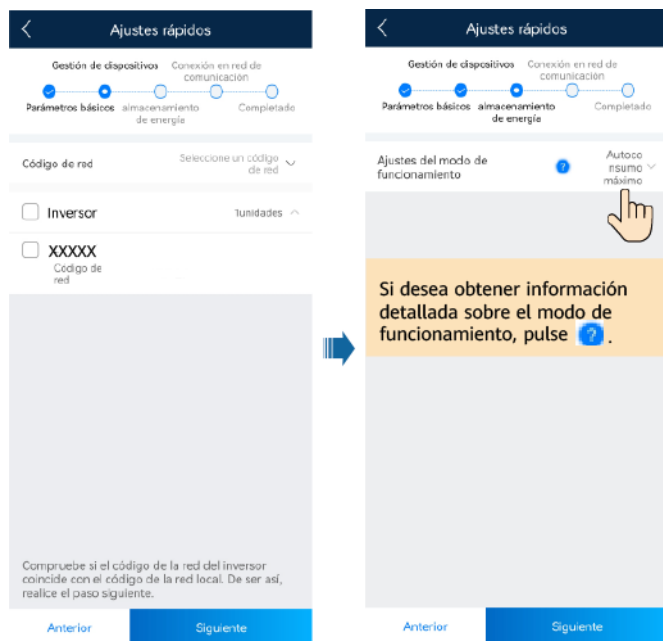 Ajustes rápidos
Gestión de dispositivos
Conexión en red de
comunicación
Parámetros básicos
almacenamiento
de energía
Completado
Código de red
Seleccione un código
de red
Inversor
1unidades
XXXXX
Código de
red
Compruebe si el código de la red del inversor
coincide con el código de la red local. De ser así,
realice el paso siguiente.
Anterior
Siguiente
Ajustes rápidos
Gestión de dispositivos
Conexión en red de
comunicación
Parámetros básicos
almacenamiento
de energía
Completado
Ajustes del modo de
funcionamiento
?
Autoco
nsumo
máximo
Si desea obtener información
detallada sobre el modo de
funcionamiento, pulse ? .
Anterior
Siguiente